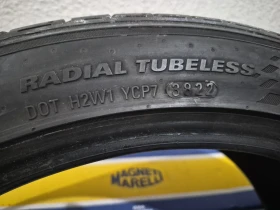 RADIAL TUBELESS
DOT H2W1 YCP7 3822
MAGNETI
MARELLI